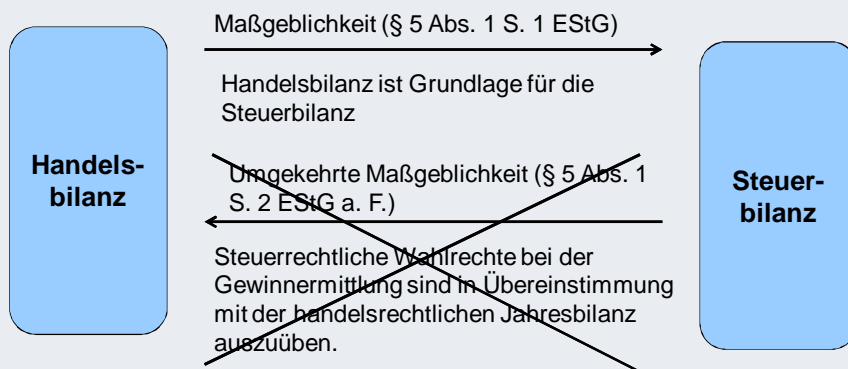 Maßgeblichkeit (§ 5 Abs. 1 S. 1 EStG)
Handelsbilanz ist Grundlage für die
Steuerbilanz
Handels-
bilanz
Umgekehrte Maßgeblichkeit (§ 5 Abs. 1
S. 2 EStG a. F.)
Steuer-
bilanz
Steuerrechtliche Wahlrechte bei der
Gewinnermittlung sind in Übereinstimmung
mit der handelsrechtlichen Jahresbilanz
auszuüben.